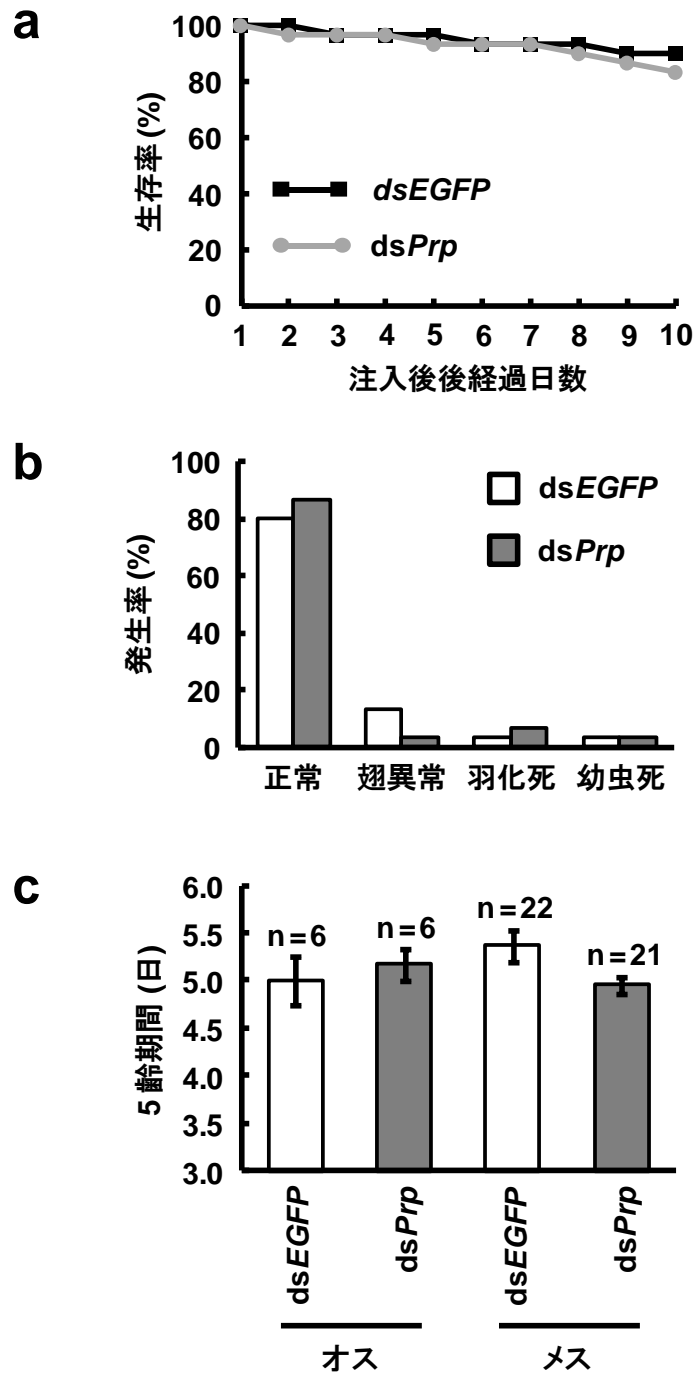 a
生存率 (%)
100
80
60
40
20
0
dsEGFP
dsPrp
1 2 3 4 5 6 7 8 9 10
注入後後経過日数
b
発生率 (%)
100
80
60
40
20
0
dsEGFP
dsPrp
正常 翅異常 羽化死 幼虫死
c
5 齢期間 (日)
6.0
5.5
5.0
4.5
4.0
3.5
3.0
n=6 n=6 n=22 n=21
dsEGFP dsPrp dsEGFP dsPrp
オス メス